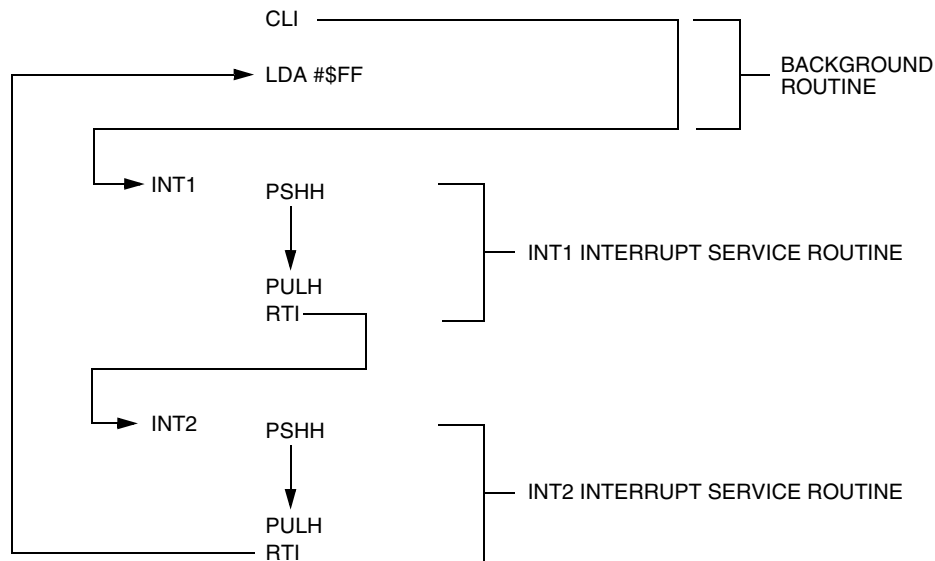 CLI
LDA #$FF
BACKGROUND
ROUTINE
INT1
PSHH
INT1 INTERRUPT SERVICE ROUTINE
PULH
RTI
INT2
PSHH
INT2 INTERRUPT SERVICE ROUTINE
PULH
RTI